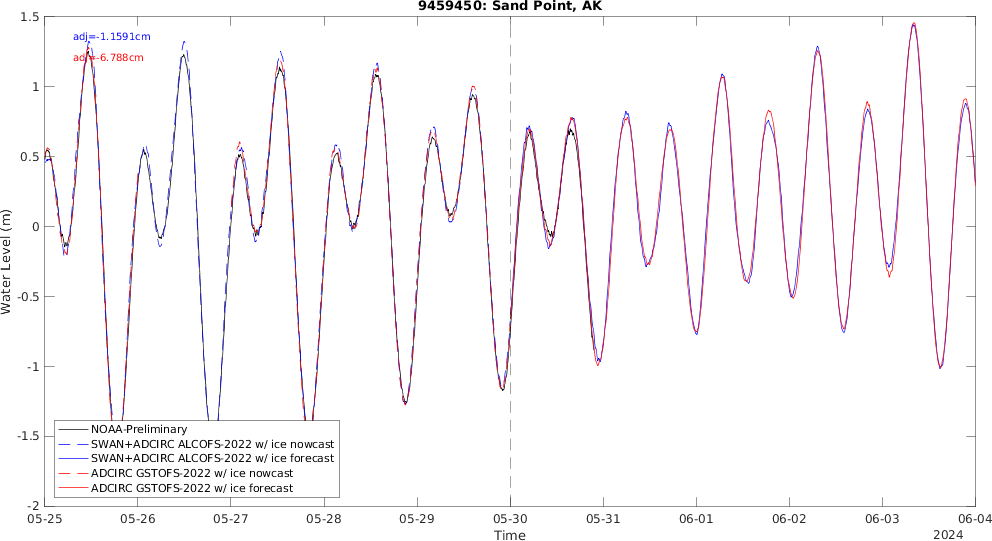 9459450: Sand Point, AK
adj=-1.1591cm
adj=-6.788cm
1.5
1
0.5
0
-0.5
-1
-1.5
-2
Water Level (m)
NOAA-Preliminary
SWAN+ADCIRC ALCOFS-2022 w/ ice nowcast
SWAN+ADCIRC ALCOFS-2022 w/ ice forecast
ADCIRC GSTOFS-2022 w/ ice nowcast
ADCIRC GSTOFS-2022 w/ ice forecast
05-25 05-26 05-27 05-28 05-29 05-30 05-31 06-01 06-02 06-03 06-04
Time
2024